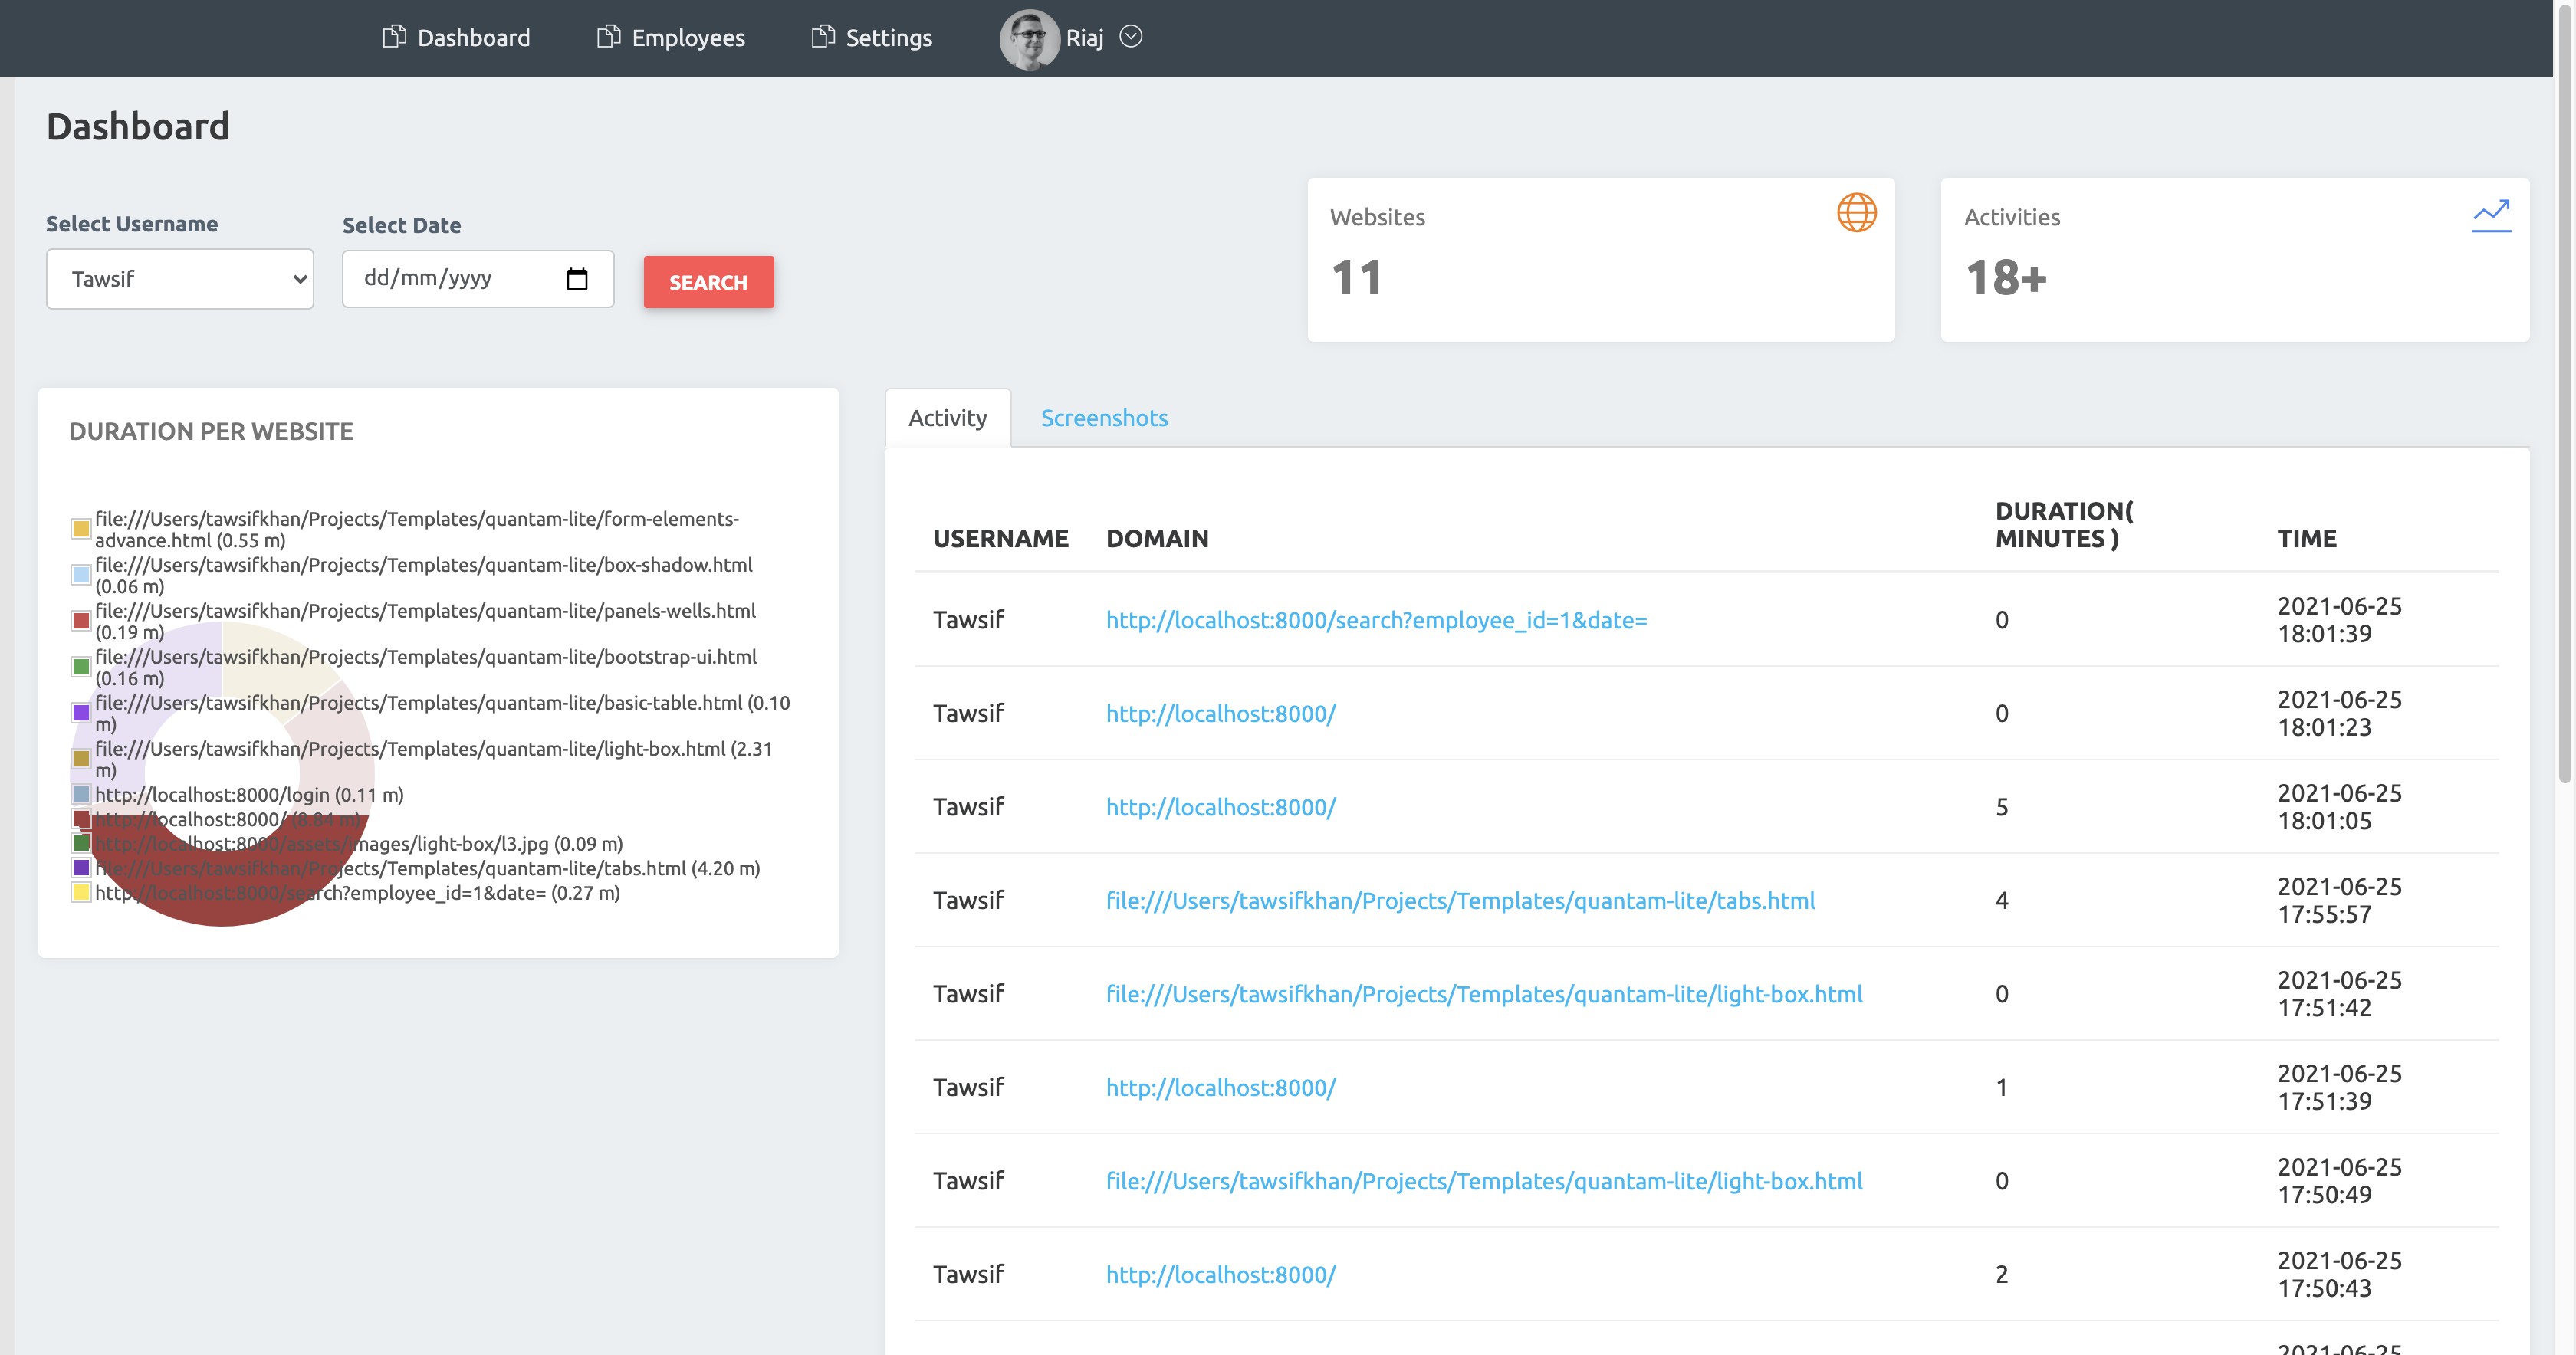 Dashboard
Employees
Settings
Riaj
Dashboard
Select Username
Tawsif
Select Date
dd/mm/yyyy
SEARCH
Websites
11
Activities
18+
DURATION PER WEBSITE
file:///Users/tawsifkhan/Projects/Templates/quantam-lite/form-elements-
advance.html (0.55 m)
file:///Users/tawsifkhan/Projects/Templates/quantam-lite/box-shadow.html
(0.06 m)
file:///Users/tawsifkhan/Projects/Templates/quantam-lite/panels-wells.html
(0.19 m)
file:///Users/tawsifkhan/Projects/Templates/quantam-lite/bootstrap-ui.html
(0.16 m)
file:///Users/tawsifkhan/Projects/Templates/quantam-lite/basic-table.html (0.10
m)
file:///Users/tawsifkhan/Projects/Templates/quantam-lite/light-box.html (2.31
m)
http://localhost:8000/login (0.11 m)
http://localhost:8000/ (8.84 m)
http://localhost:8000/assets/images/light-box/l3.jpg (0.09 m)
file:///Users/tawsifkhan/Projects/Templates/quantam-lite/tabs.html (4.20 m)
http://localhost:8000/search?employee_id=1&date= (0.27 m)
Activity
Screenshots
USERNAME DOMAIN DURATION( MINUTES ) TIME
Tawsif http://localhost:8000/search?employee_id=1&date= 0 2021-06-25
18:01:39
Tawsif http://localhost:8000/ 0 2021-06-25
18:01:23
Tawsif http://localhost:8000/ 5 2021-06-25
18:01:05
Tawsif file:///Users/tawsifkhan/Projects/Templates/quantam-lite/tabs.html 4 2021-06-25
17:55:57
Tawsif file:///Users/tawsifkhan/Projects/Templates/quantam-lite/light-box.html 0 2021-06-25
17:51:42
Tawsif http://localhost:8000/ 1 2021-06-25
17:51:39
Tawsif file:///Users/tawsifkhan/Projects/Templates/quantam-lite/light-box.html 0 2021-06-25
17:50:49
Tawsif http://localhost:8000/ 2 2021-06-25
17:50:43
2021-06-25